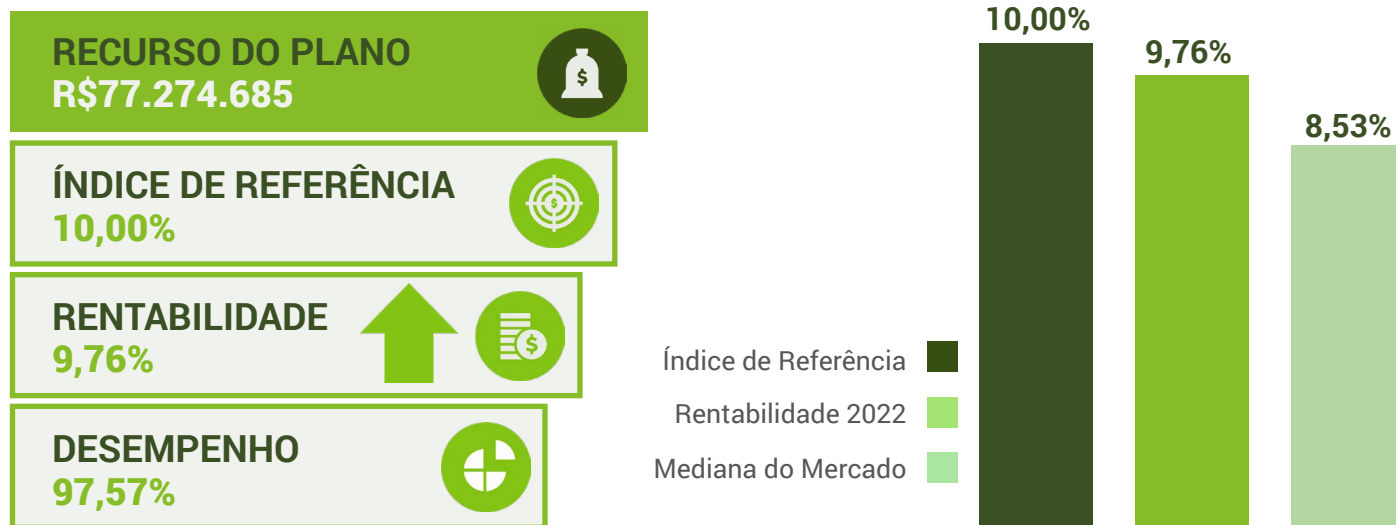 RECURSO DO PLANO
R$77.274.685
$
ÍNDICE DE REFERÊNCIA
10,00%
$
RENTABILIDADE
9,76%
$
DESEMPENHO
97,57%
Índice de Referência
Rentabilidade 2022
Mediana do Mercado
10,00%
9,76%
8,53%